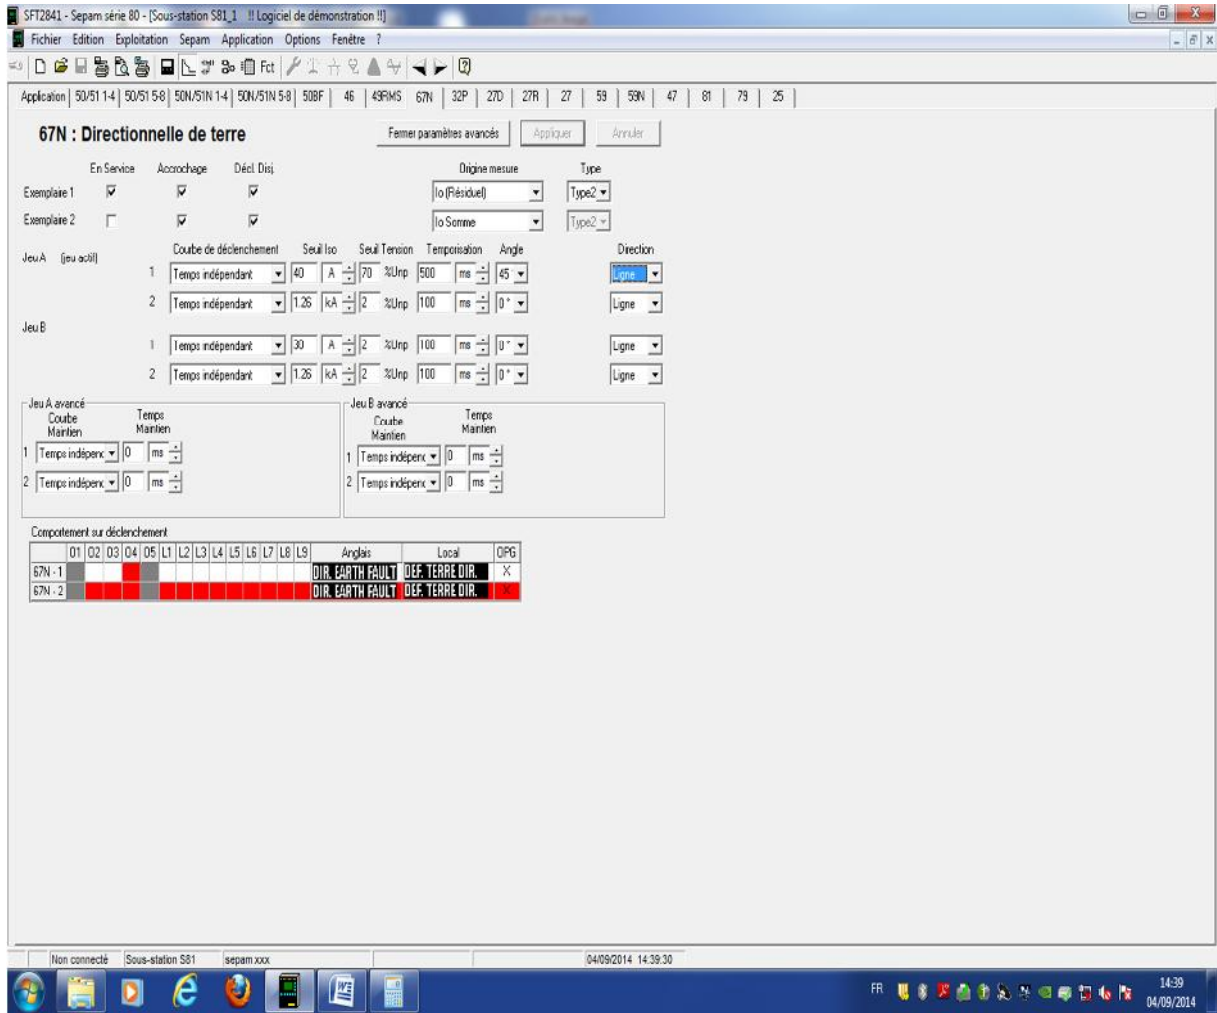 SFT2841 - Sepam série 80 - [Sous-station S81_1 !! Logiciel de démonstration !!]
Fichier Edition Exploitation Sepam Application Options Fenêtre ?
Fct
Application 50/51 1-4 50/51 5-8 50N/51N 1-4 50N/51N 5-8 50BF 46 49RMS 67N 32P 27D 27R 27 59 59N 47 81 79 25
67N : Directionnelle de terre Fermer paramètres avancés Appliquer Annuler
En Service Accrochage Décl. Disj. Origine mesure Type
Exemplaire 1 Io (Résiduel) Type2
Exemplaire 2 Io Somme Type2
Jeu A (jeu actif) Courbe de déclenchement Seuil Iso Seuil Tension Temporisation Angle Direction
1 Temps indépendant 40 A 70 %Unp 500 ms 45 ° Ligne
2 Temps indépendant 1.26 kA 2 %Unp 100 ms 0 ° Ligne
Jeu B
1 Temps indépendant 30 A 2 %Unp 100 ms 0 ° Ligne
2 Temps indépendant 1.26 kA 2 %Unp 100 ms 0 ° Ligne
Jeu A avancé Jeu B avancé
Courbe Maintien Temps Maintien Courbe Maintien Temps Maintien
1 Temps indépenc 0 ms 1 Temps indépenc 0 ms
2 Temps indépenc 0 ms 2 Temps indépenc 0 ms
Comportement sur déclenchement
O1 O2 O3 O4 O5 L1 L2 L3 L4 L5 L6 L7 L8 L9 Anglais Local OPG
67N - 1 DIR. EARTH FAULT DEF. TERRE DIR. X
67N - 2 DIR. EARTH FAULT DEF. TERRE DIR. X
Non connecté Sous-station S81 sepam xxx 04/09/2014 14:39:30
FR 14:39
04/09/2014